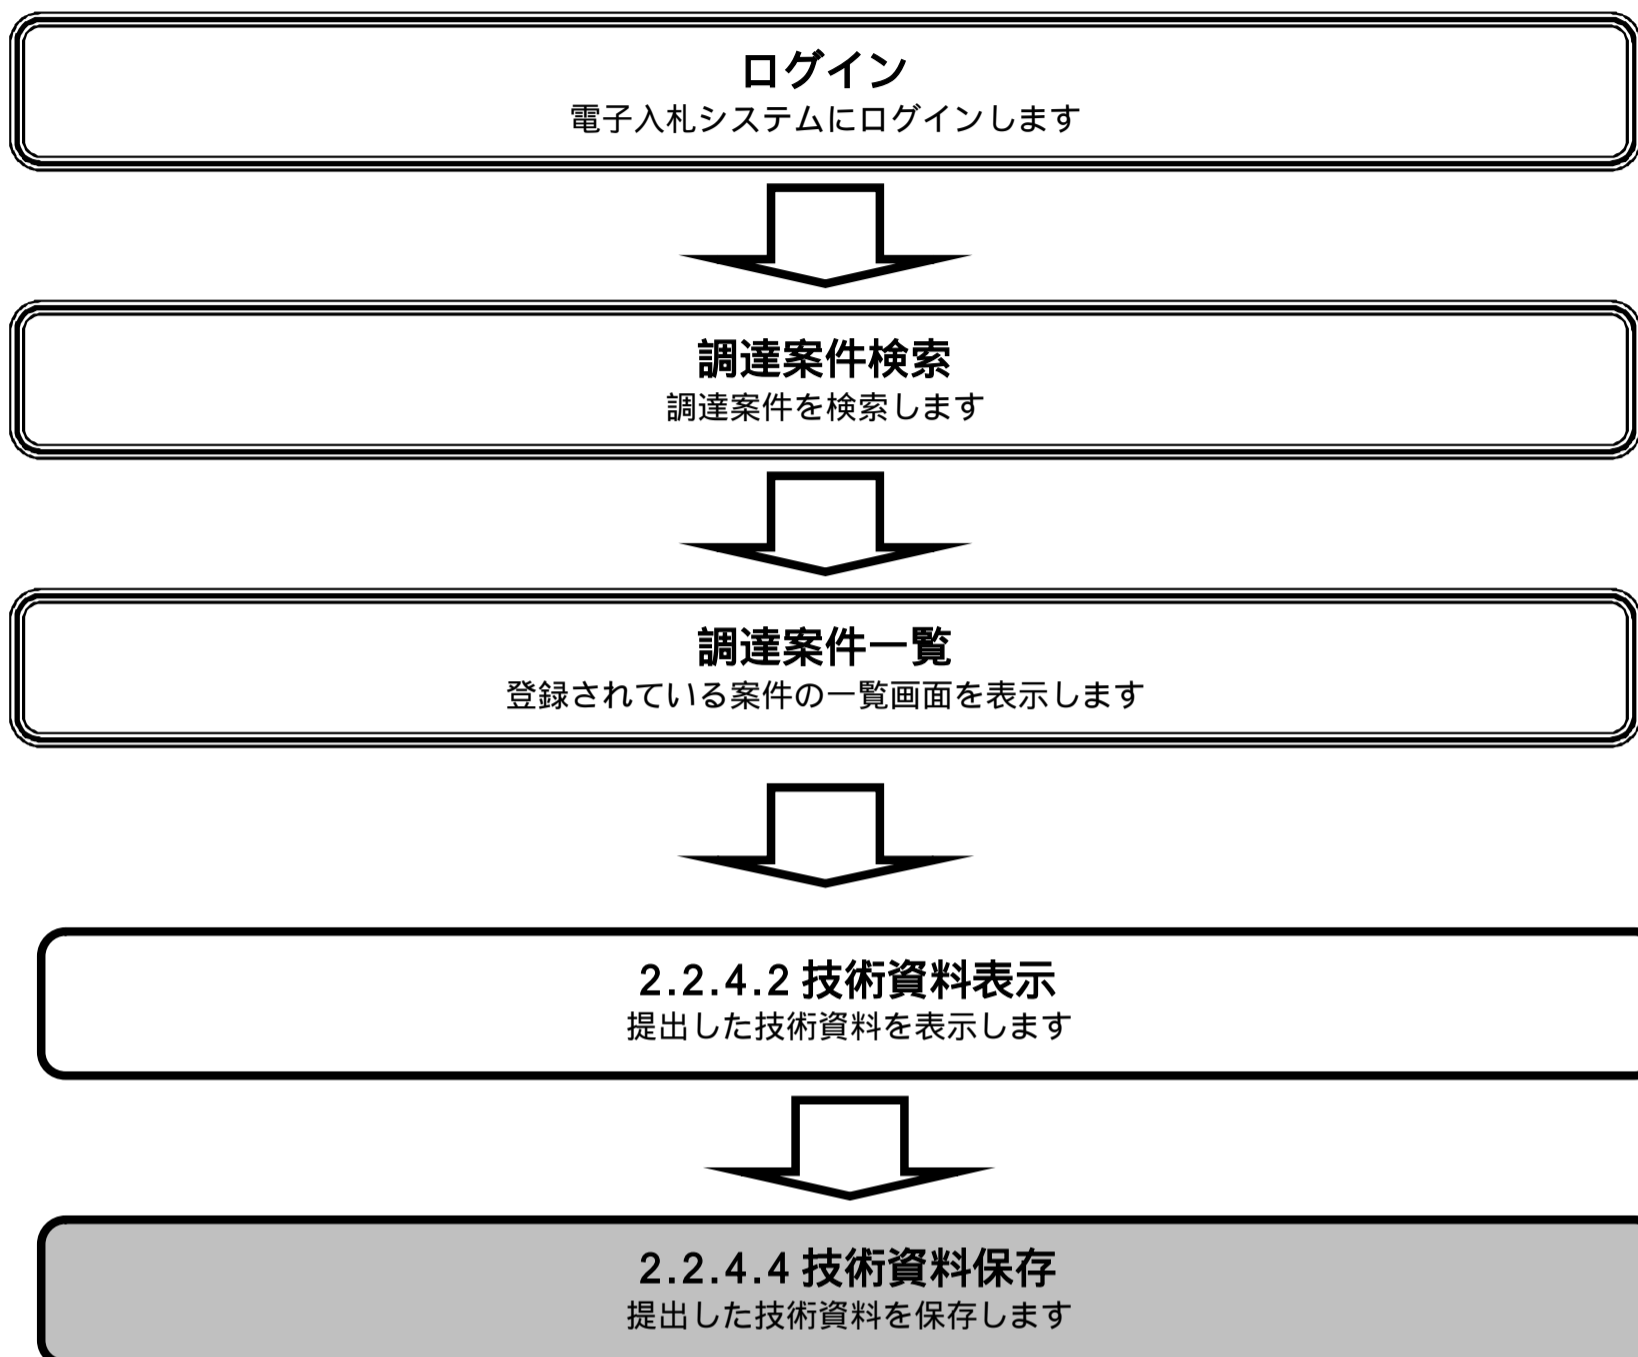 ログイン
電子入札システムにログインします
調達案件検索
調達案件を検索します
調達案件一覧
登録されている案件の一覧画面を表示します
2.2.4.2 技術資料表示
提出した技術資料を表示します
2.2.4.4 技術資料保存
提出した技術資料を保存します